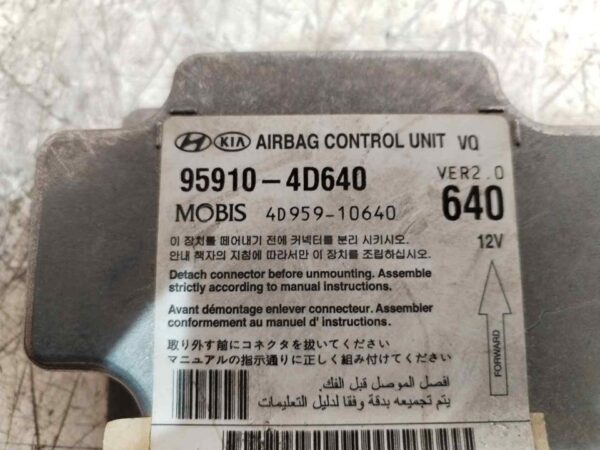 HYUNDAI KIA AIRBAG CONTROL UNIT VQ
95910-4D640 VER2.0
MOBIS 4D959-10640 640
이 장치를 떼어내기 전에 커넥터를 분리 시키시오.
안내 책자의 지침에 따라서만 이 장치를 조립하십시오.
12V
Detach connector before unmounting. Assemble
strictly according to manual instructions.
Avant démontage enlever connecteur. Assembler
conformement au manuel d' instructions.
取り外す前にコネクタを抜いてください
マニュアルの指示通りに正しく組み付けてください
FORWARD
افصل الموصل قبل الفك.
يتم تجميعه بدقة وفقا لدليل التعليمات